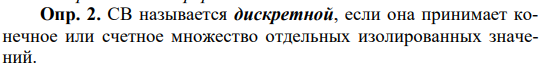 Опр. 2. СВ называется дискретной, если она принимает ко-
нечное или счетное множество отдельных изолированных значе-
ний.